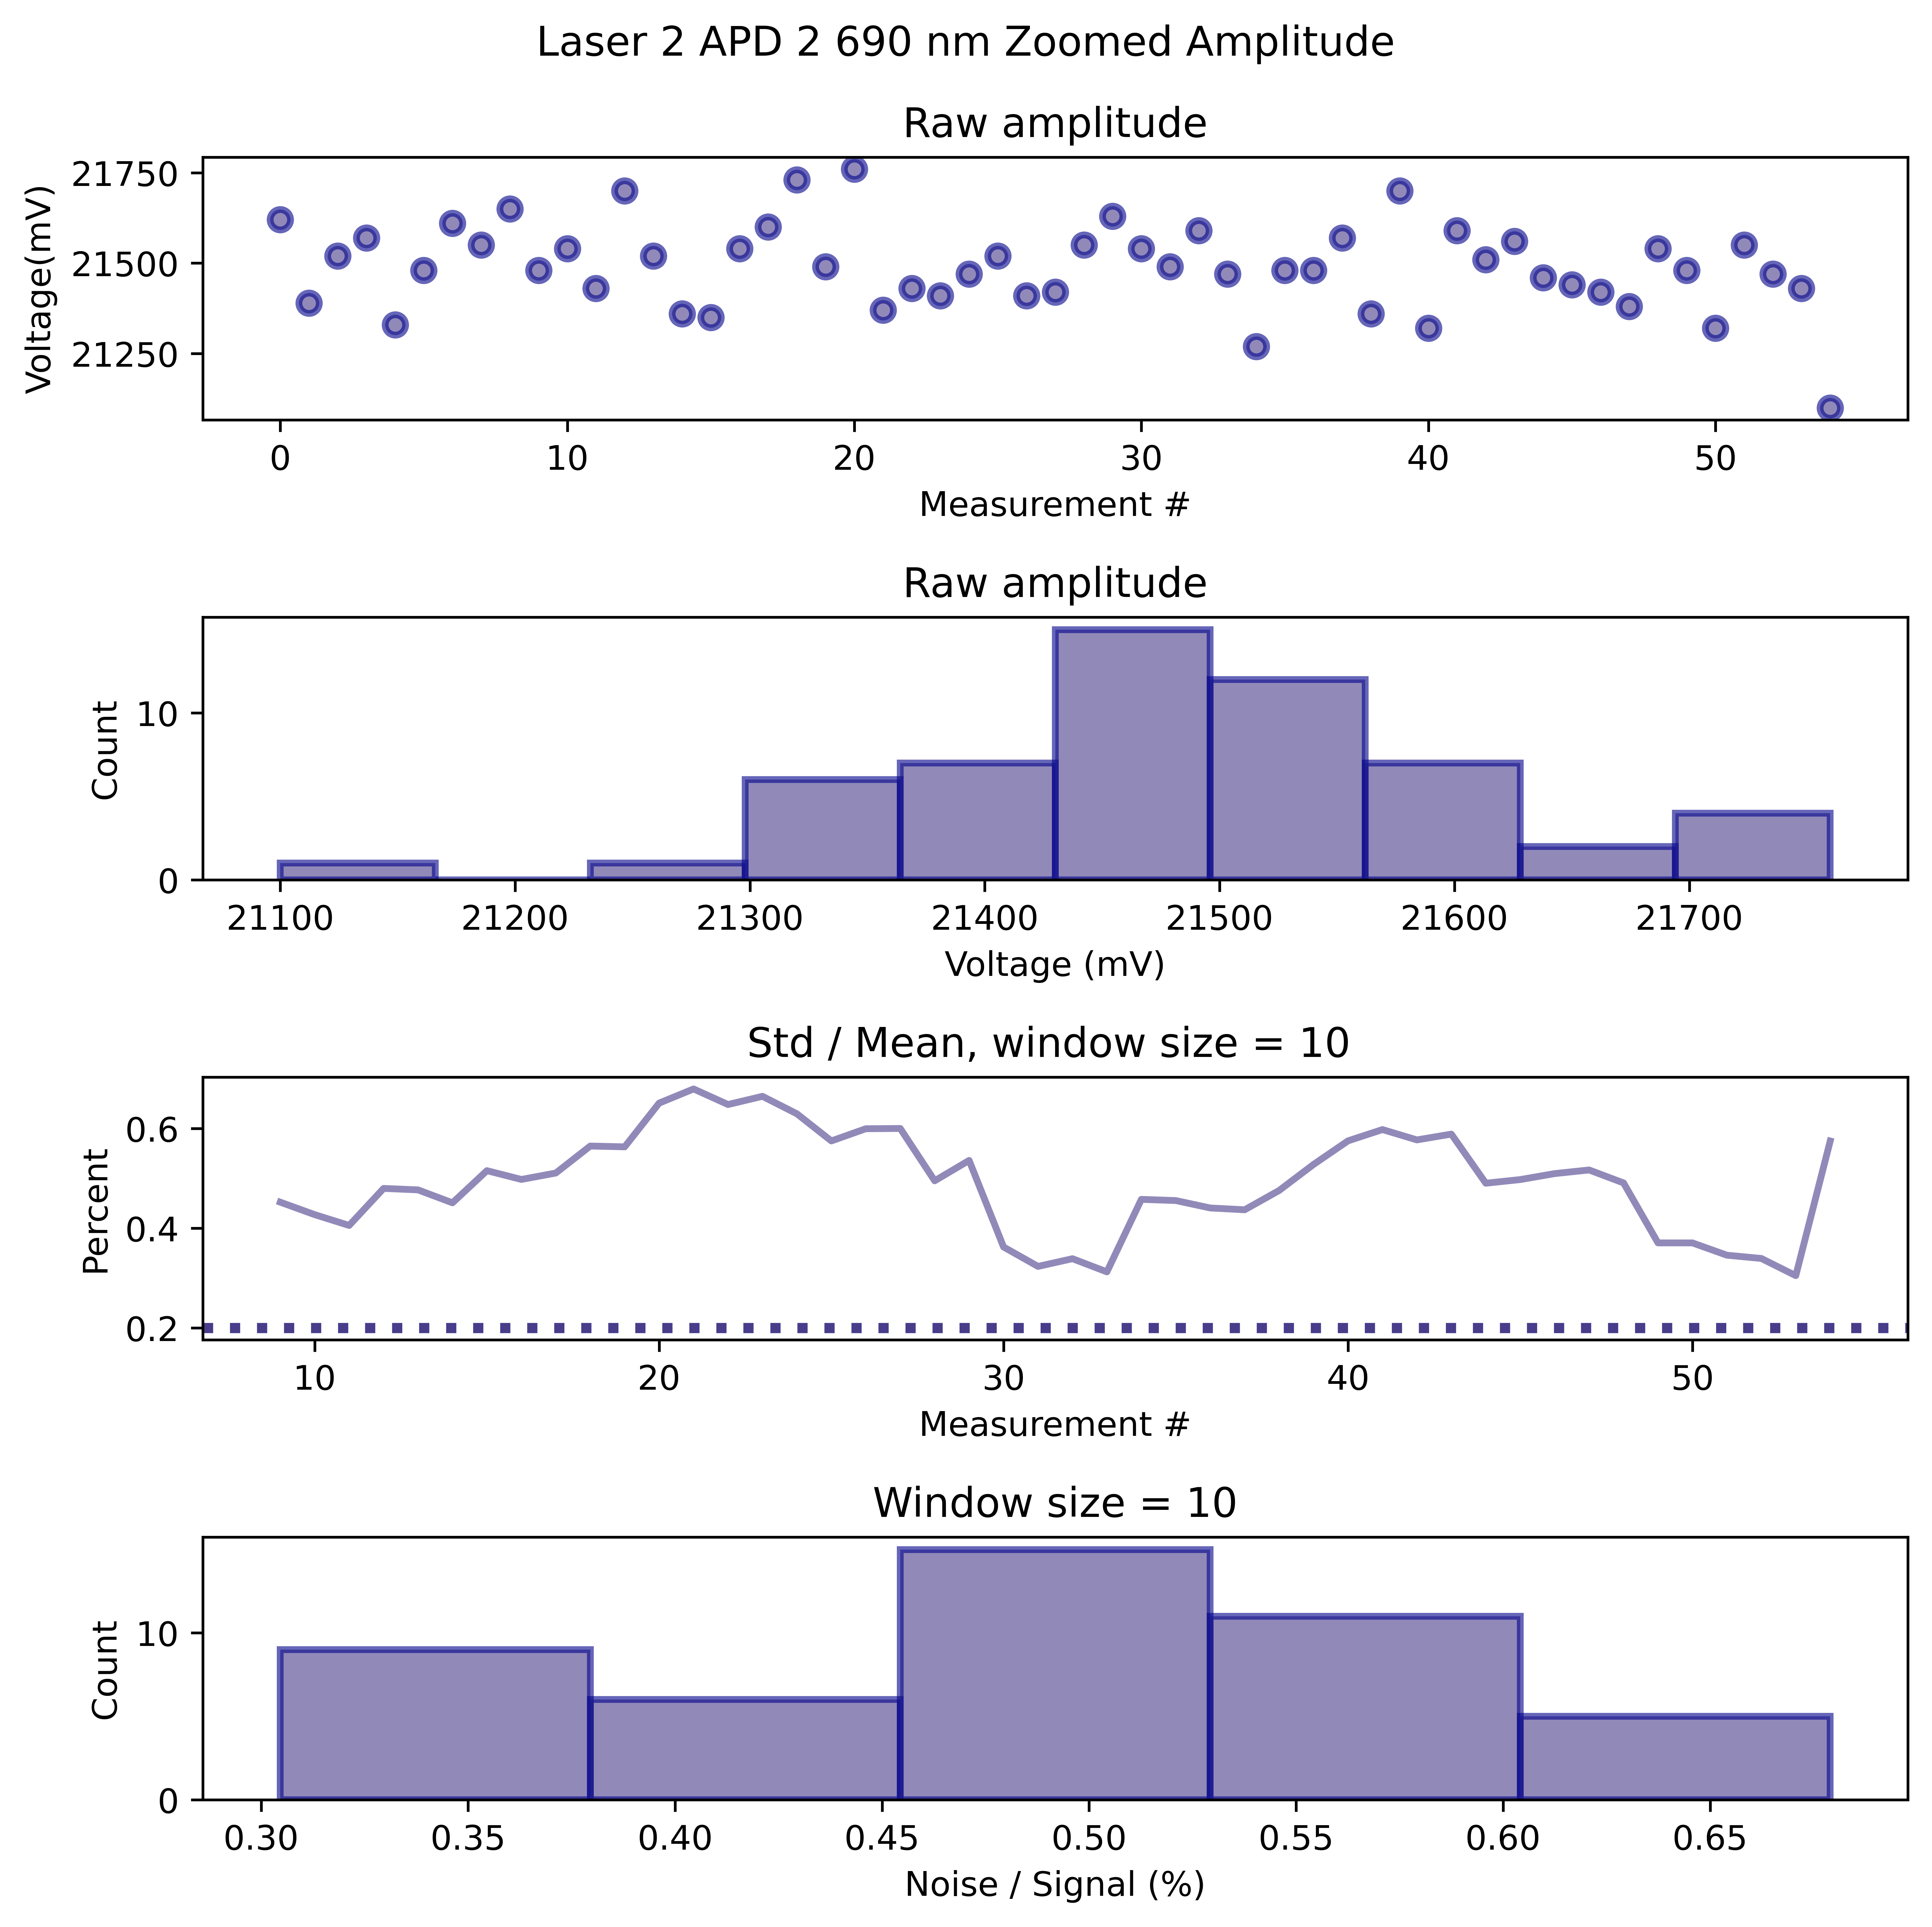 Laser 2 APD 2 690 nm Zoomed Amplitude
Raw amplitude
Voltage(mV)
21750
21500
21250
0 10 20 30 40 50
Measurement #
Raw amplitude
Count
10
0
21100 21200 21300 21400 21500 21600 21700
Voltage (mV)
Std / Mean, window size = 10
Percent
0.6
0.4
0.2
10 20 30 40 50
Measurement #
Window size = 10
Count
10
0
0.30 0.35 0.40 0.45 0.50 0.55 0.60 0.65
Noise / Signal (%)